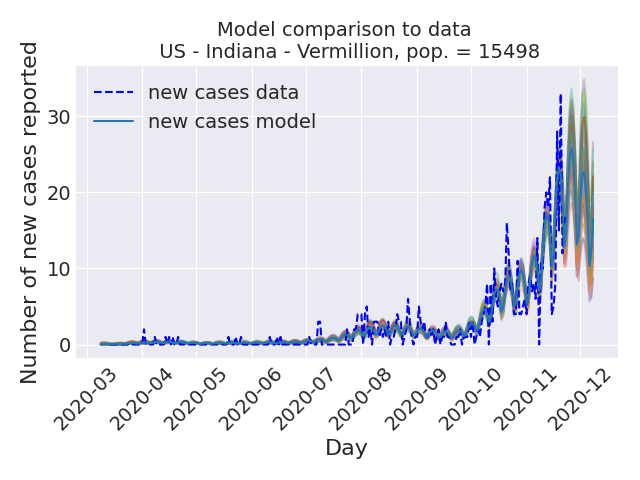 Model comparison to data
US - Indiana - Vermillion, pop. = 15498
Number of new cases reported
30
20
10
0
new cases data
new cases model
2020-03
2020-04
2020-05
2020-06
2020-07
2020-08
2020-09
2020-10
2020-11
2020-12
Day